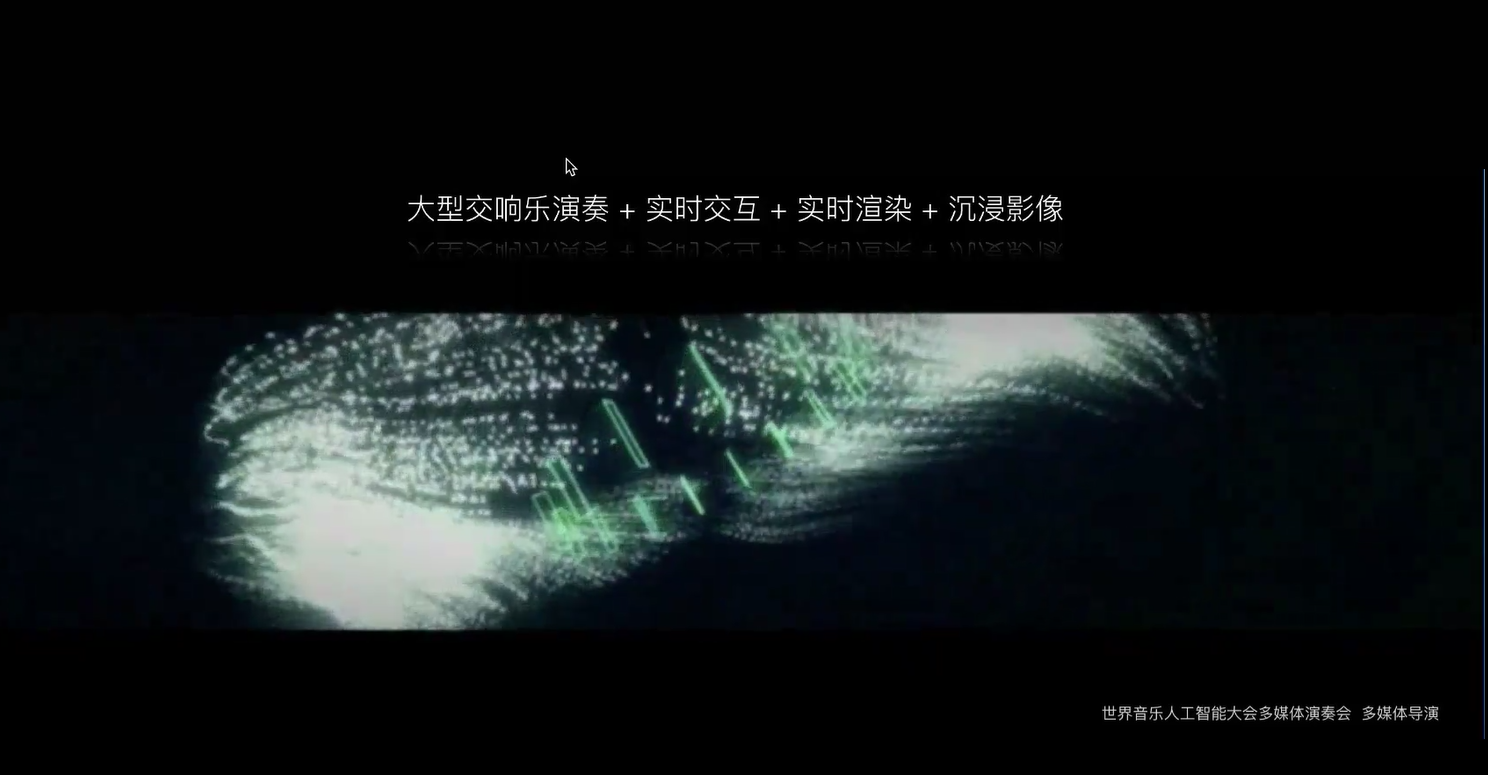 大型交响乐演奏 + 实时交互 + 实时渲染 + 沉浸影像
世界音乐人工智能大会多媒体演奏会 多媒体导演